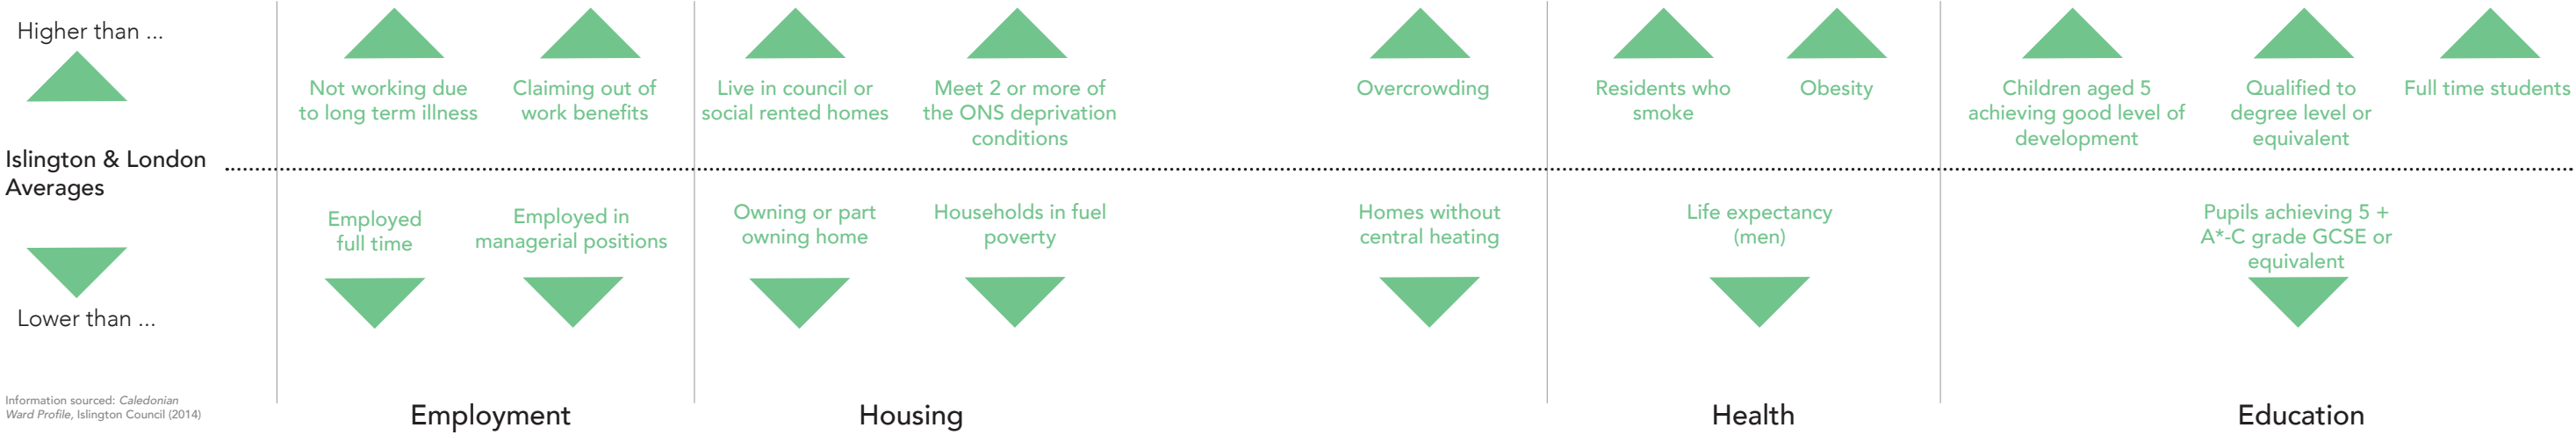 Higher than ...
Islington & London
Averages
Lower than ...
Information sourced: Caledonian
Ward Profile, Islington Council (2014)
Not working due
to long term illness
Claiming out of
work benefits
Employed
full time
Employed in
managerial positions
Employment
Live in council or
social rented homes
Meet 2 or more of
the ONS deprivation
conditions
Overcrowding
Owning or part
owning home
Households in fuel
poverty
Homes without
central heating
Housing
Residents who
smoke
Obesity
Life expectancy
(men)
Health
Children aged 5
achieving good level of
development
Qualified to
degree level or
equivalent
Full time students
Pupils achieving 5 +
A*-C grade GCSE or
equivalent
Education